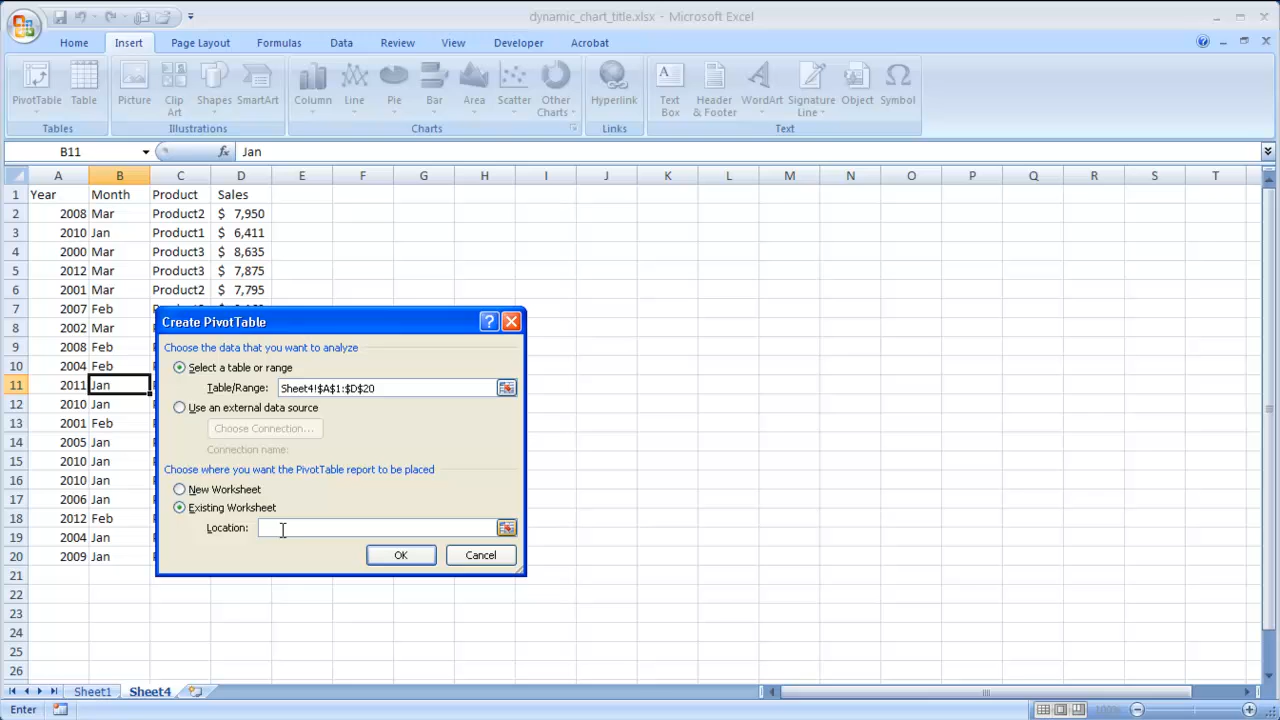 dynamic_chart_title.xlsx - Microsoft Excel
Home Insert Page Layout Formulas Data Review View Developer Acrobat
PivotTable Table Picture Clip Art Shapes SmartArt Column Line Pie Bar Area Scatter Other Charts Hyperlink Text Box Header & Footer WordArt Signature Line Object Symbol
Tables Illustrations Charts Links Text
B11 fx Jan
A B C D E F G H I J K L M N O P Q R S T
1 Year Month Product Sales
2 2008 Mar Product2 $ 7,950
3 2010 Jan Product1 $ 6,411
4 2000 Mar Product3 $ 8,635
5 2012 Mar Product3 $ 7,875
6 2001 Mar Product2 $ 7,795
7 2007 Feb
8 2002 Mar
9 2008 Feb
10 2004 Feb
11 2011 Jan
12 2010 Jan
13 2001 Feb
14 2005 Jan
15 2010 Jan
16 2010 Jan
17 2006 Jan
18 2012 Feb
19 2004 Jan
20 2009 Jan
21
22
23
24
25
26
Create PivotTable
Choose the data that you want to analyze
Select a table or range
Table/Range: Sheet4!$A$1:$D$20
Use an external data source
Choose Connection...
Connection name:
Choose where you want the PivotTable report to be placed
New Worksheet
Existing Worksheet
Location:
OK Cancel
Sheet1 Sheet4
Enter 100%